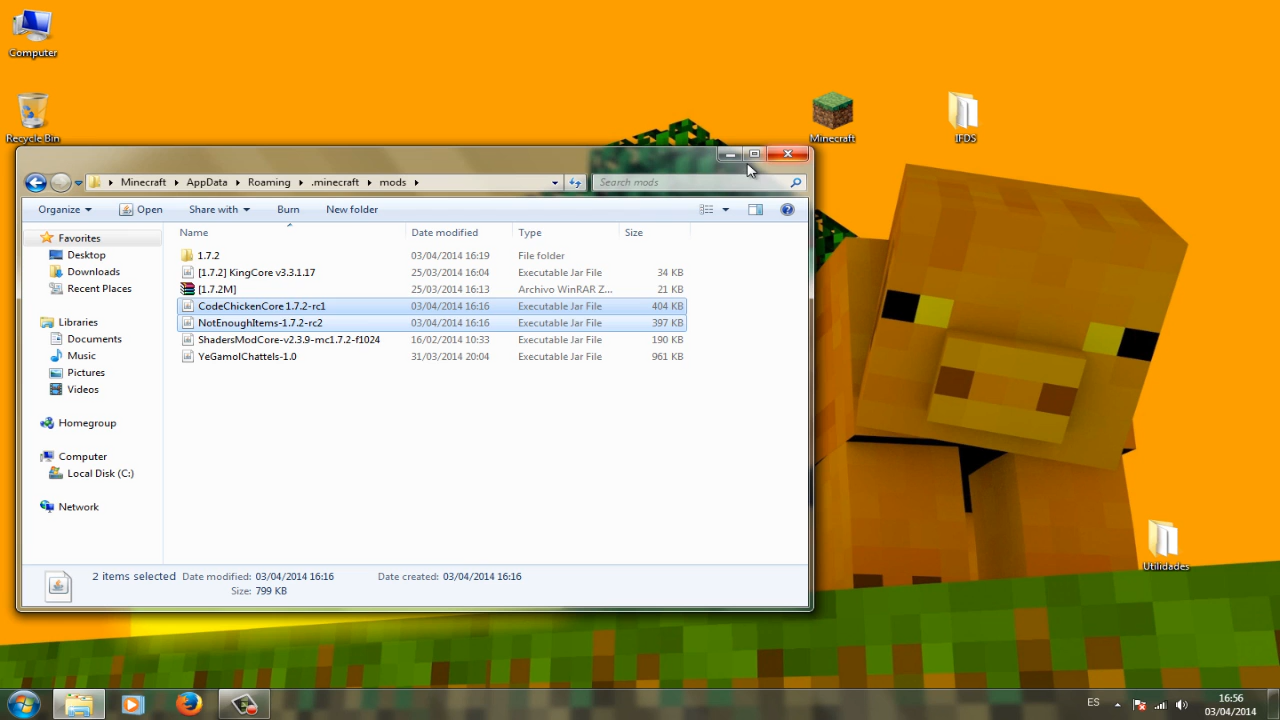 Computer
Recycle Bin
Minecraft
IFDS
Minecraft AppData Roaming .minecraft mods
Search mods
Organize Open Share with Burn New folder
Name Date modified Type Size
Favorites
Desktop
Downloads
Recent Places
Libraries
Documents
Music
Pictures
Videos
Homegroup
Computer
Local Disk (C:)
Network
1.7.2 03/04/2014 16:19 File folder
[1.7.2] KingCore v3.3.1.17 25/03/2014 16:04 Executable Jar File 34 KB
[1.7.2M] 25/03/2014 16:13 Archivo WinRAR Z... 21 KB
CodeChickenCore 1.7.2-rc1 03/04/2014 16:16 Executable Jar File 404 KB
NotEnoughItems-1.7.2-rc2 03/04/2014 16:16 Executable Jar File 397 KB
ShadersModCore-v2.3.9-mc1.7.2-f1024 16/02/2014 10:33 Executable Jar File 190 KB
YeGamolChattels-1.0 31/03/2014 20:04 Executable Jar File 961 KB
2 items selected Date modified: 03/04/2014 16:16 Date created: 03/04/2014 16:16
Size: 799 KB
Utilidades
ES
16:56
03/04/2014